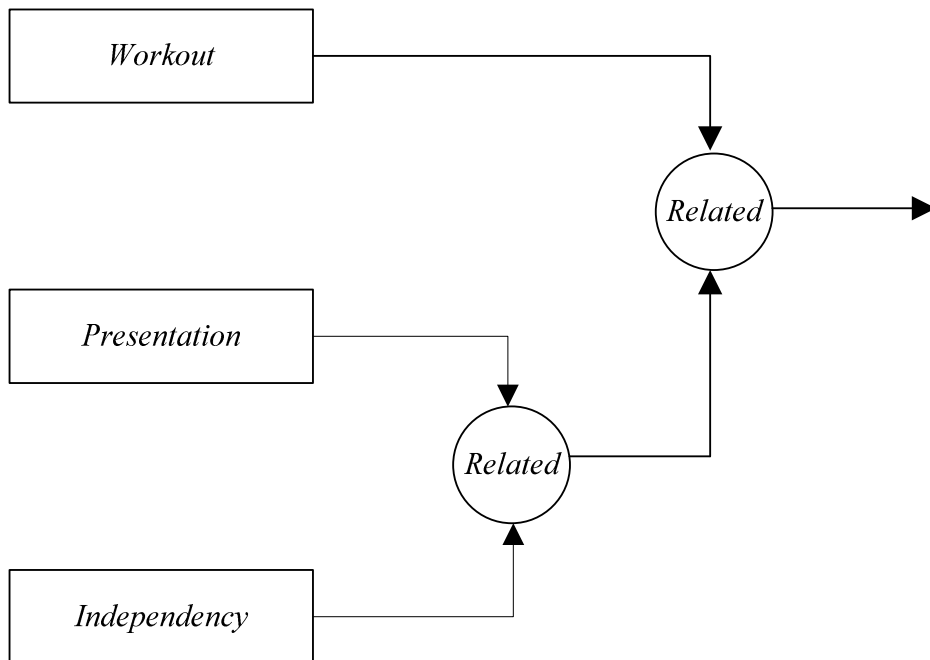 Workout
Related
Presentation
Related
Independency